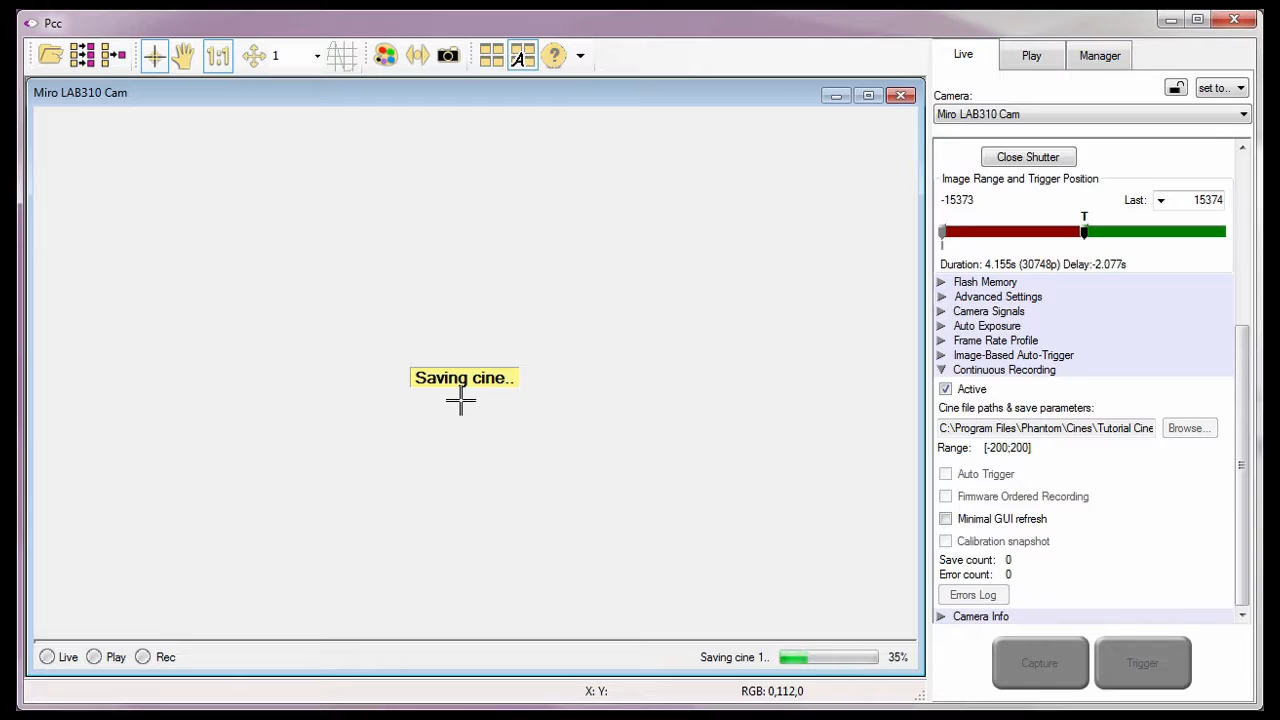 Pcc
1:1
1
A
?
Miro LAB310 Cam
Saving cine..
Live
Play
Rec
Saving cine 1..
35%
X: Y:
RGB: 0,112,0
Live
Play
Manager
Camera:
set to..
Miro LAB310 Cam
Close Shutter
Image Range and Trigger Position
-15373
Last:
15374
T
I
Duration: 4.155s (30748p) Delay:-2.077s
Flash Memory
Advanced Settings
Camera Signals
Auto Exposure
Frame Rate Profile
Image-Based Auto-Trigger
Continuous Recording
Active
Cine file paths & save parameters:
C:\Program Files\Phantom\Cines\Tutorial Cine
Browse...
Range: [-200;200]
Auto Trigger
Firmware Ordered Recording
Minimal GUI refresh
Calibration snapshot
Save count: 0
Error count: 0
Errors Log
Camera Info
Capture
Trigger